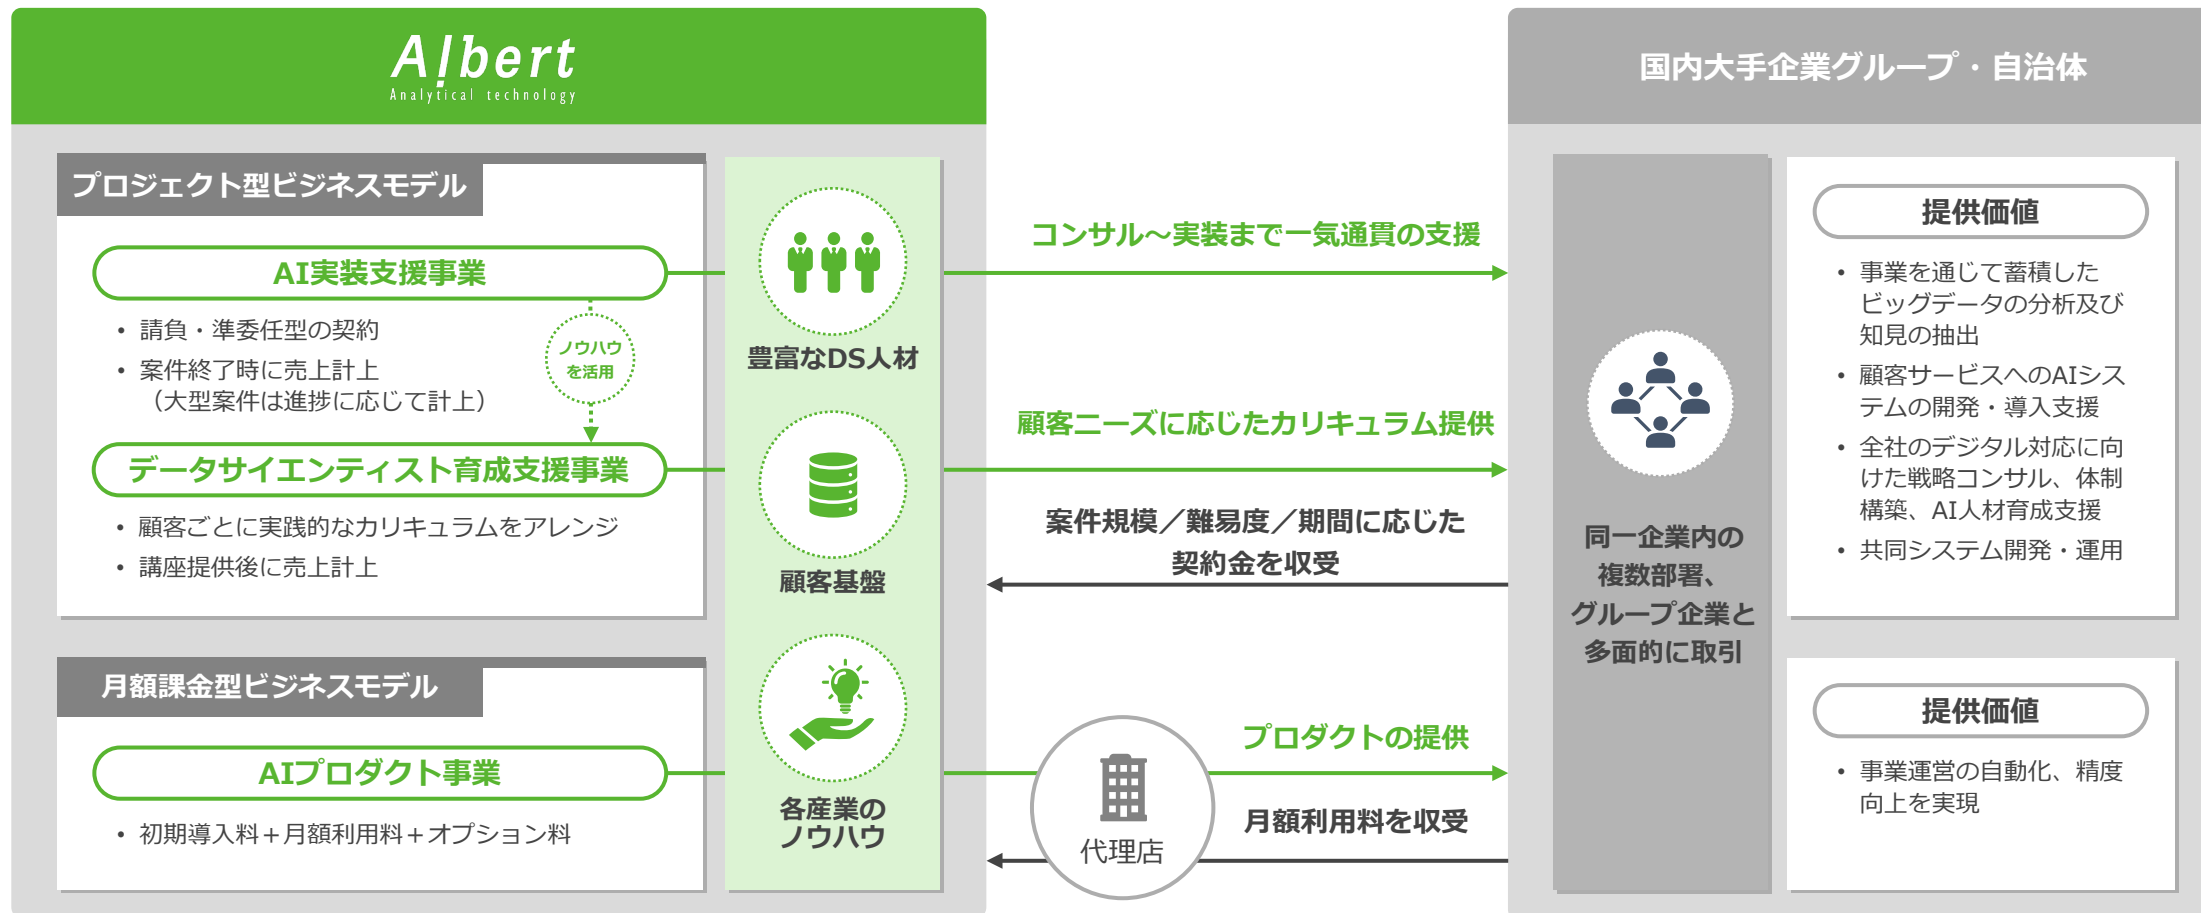 A!bert
Analytical technology
プロジェクト型ビジネスモデル
AI実装支援事業
• 請負・準委任型の契約
• 案件終了時に売上計上
（大型案件は進捗に応じて計上）
ノウハウ
を活用
データサイエンティスト育成支援事業
• 顧客ごとに実践的なカリキュラムをアレンジ
• 講座提供後に売上計上
月額課金型ビジネスモデル
AIプロダクト事業
• 初期導入料＋月額利用料＋オプション料
豊富なDS人材
顧客基盤
各産業の
ノウハウ
コンサル～実装まで一気通貫の支援
顧客ニーズに応じたカリキュラム提供
案件規模／難易度／期間に応じた
契約金を収受
プロダクトの提供
月額利用料を収受
代理店
国内大手企業グループ・自治体
同一企業内の
複数部署、
グループ企業と
多面的に取引
提供価値
• 事業を通じて蓄積した
ビッグデータの分析及び
知見の抽出
• 顧客サービスへのAIシス
テムの開発・導入支援
• 全社のデジタル対応に向
けた戦略コンサル、体制
構築、AI人材育成支援
• 共同システム開発・運用
提供価値
• 事業運営の自動化、精度
向上を実現